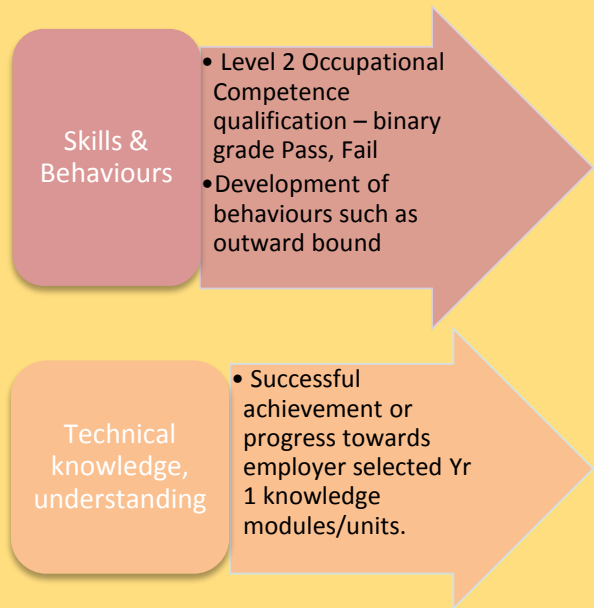 Skills &
Behaviours
• Level 2 Occupational
Competence
qualification – binary
grade Pass, Fail
•Development of
behaviours such as
outward bound
Technical
knowledge,
understanding
• Successful
achievement or
progress towards
employer selected Yr
1 knowledge
modules/units.